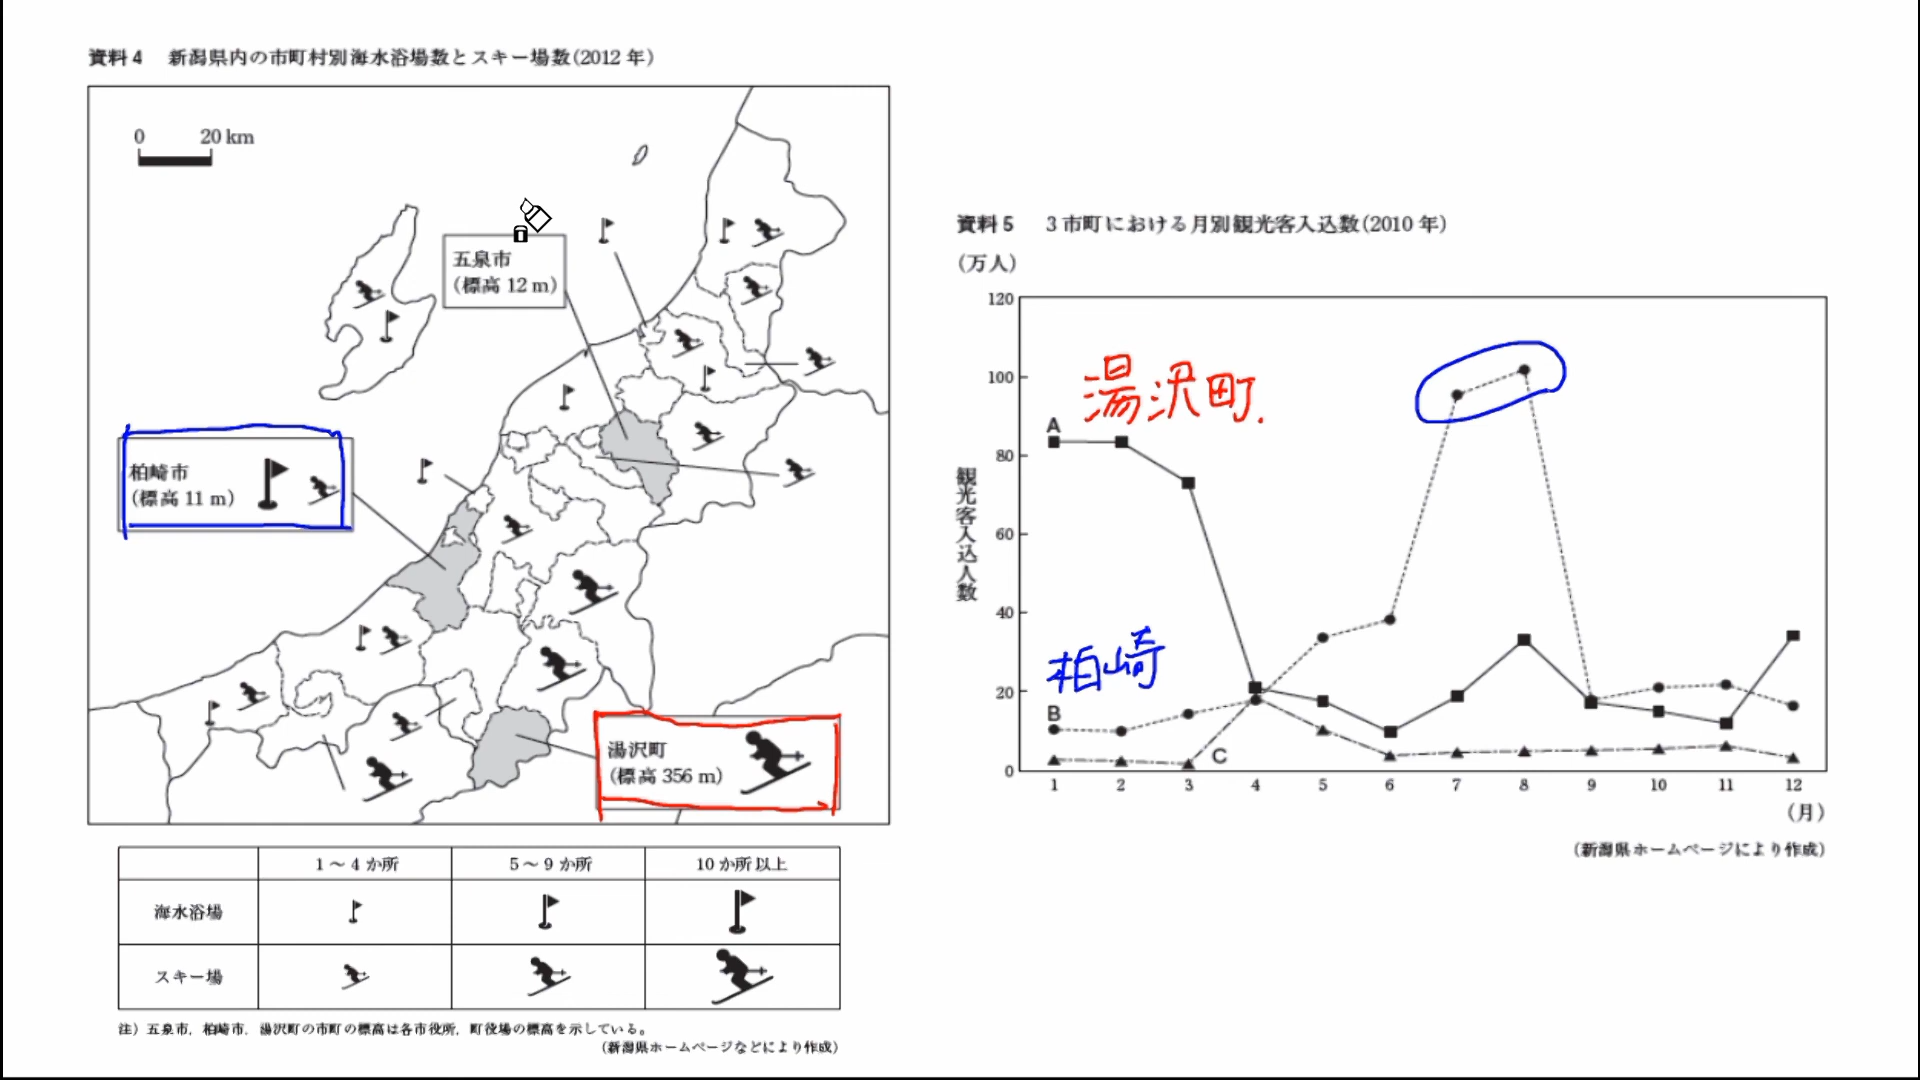 資料4 新潟県内の市町村別海水浴場数とスキー場数(2012年)
0 20 km
五泉市
(標高12 m)
柏崎市
(標高11 m)
湯沢町
(標高356 m)
1～4か所 5～9か所 10か所以上
海水浴場
スキー場
注）五泉市，柏崎市，湯沢町の市町の標高は各市役所，町役場の標高を示している。
(新潟県ホームページなどにより作成)
資料5 3市町における月別観光客入込数(2010年)
(万人)
120
100
80
60
40
20
0
観光客入込人数
A
湯沢町.
柏崎
B
C
1 2 3 4 5 6 7 8 9 10 11 12
(月)
(新潟県ホームページにより作成)